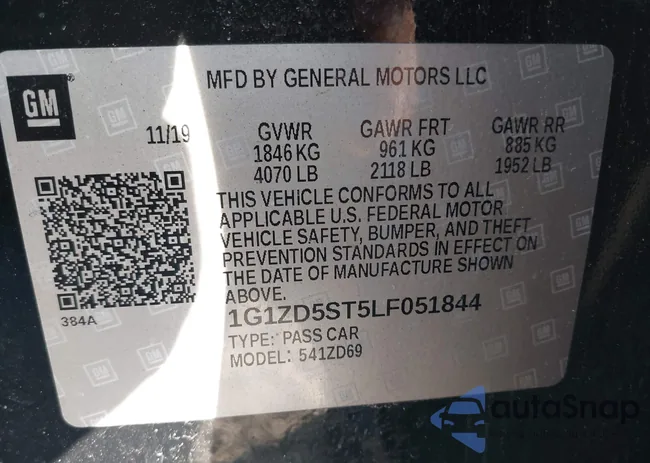 MFD BY GENERAL MOTORS LLC
GM
11/19 GVWR GAWR FRT GAWR RR
1846 KG 961 KG 885 KG
4070 LB 2118 LB 1952 LB
THIS VEHICLE CONFORMS TO ALL
APPLICABLE U.S. FEDERAL MOTOR
VEHICLE SAFETY, BUMPER, AND THEFT
PREVENTION STANDARDS IN EFFECT ON
THE DATE OF MANUFACTURE SHOWN
ABOVE.
384A
1G1ZD5ST5LF051844
TYPE: PASS CAR
MODEL: 541ZD69
autoSnap